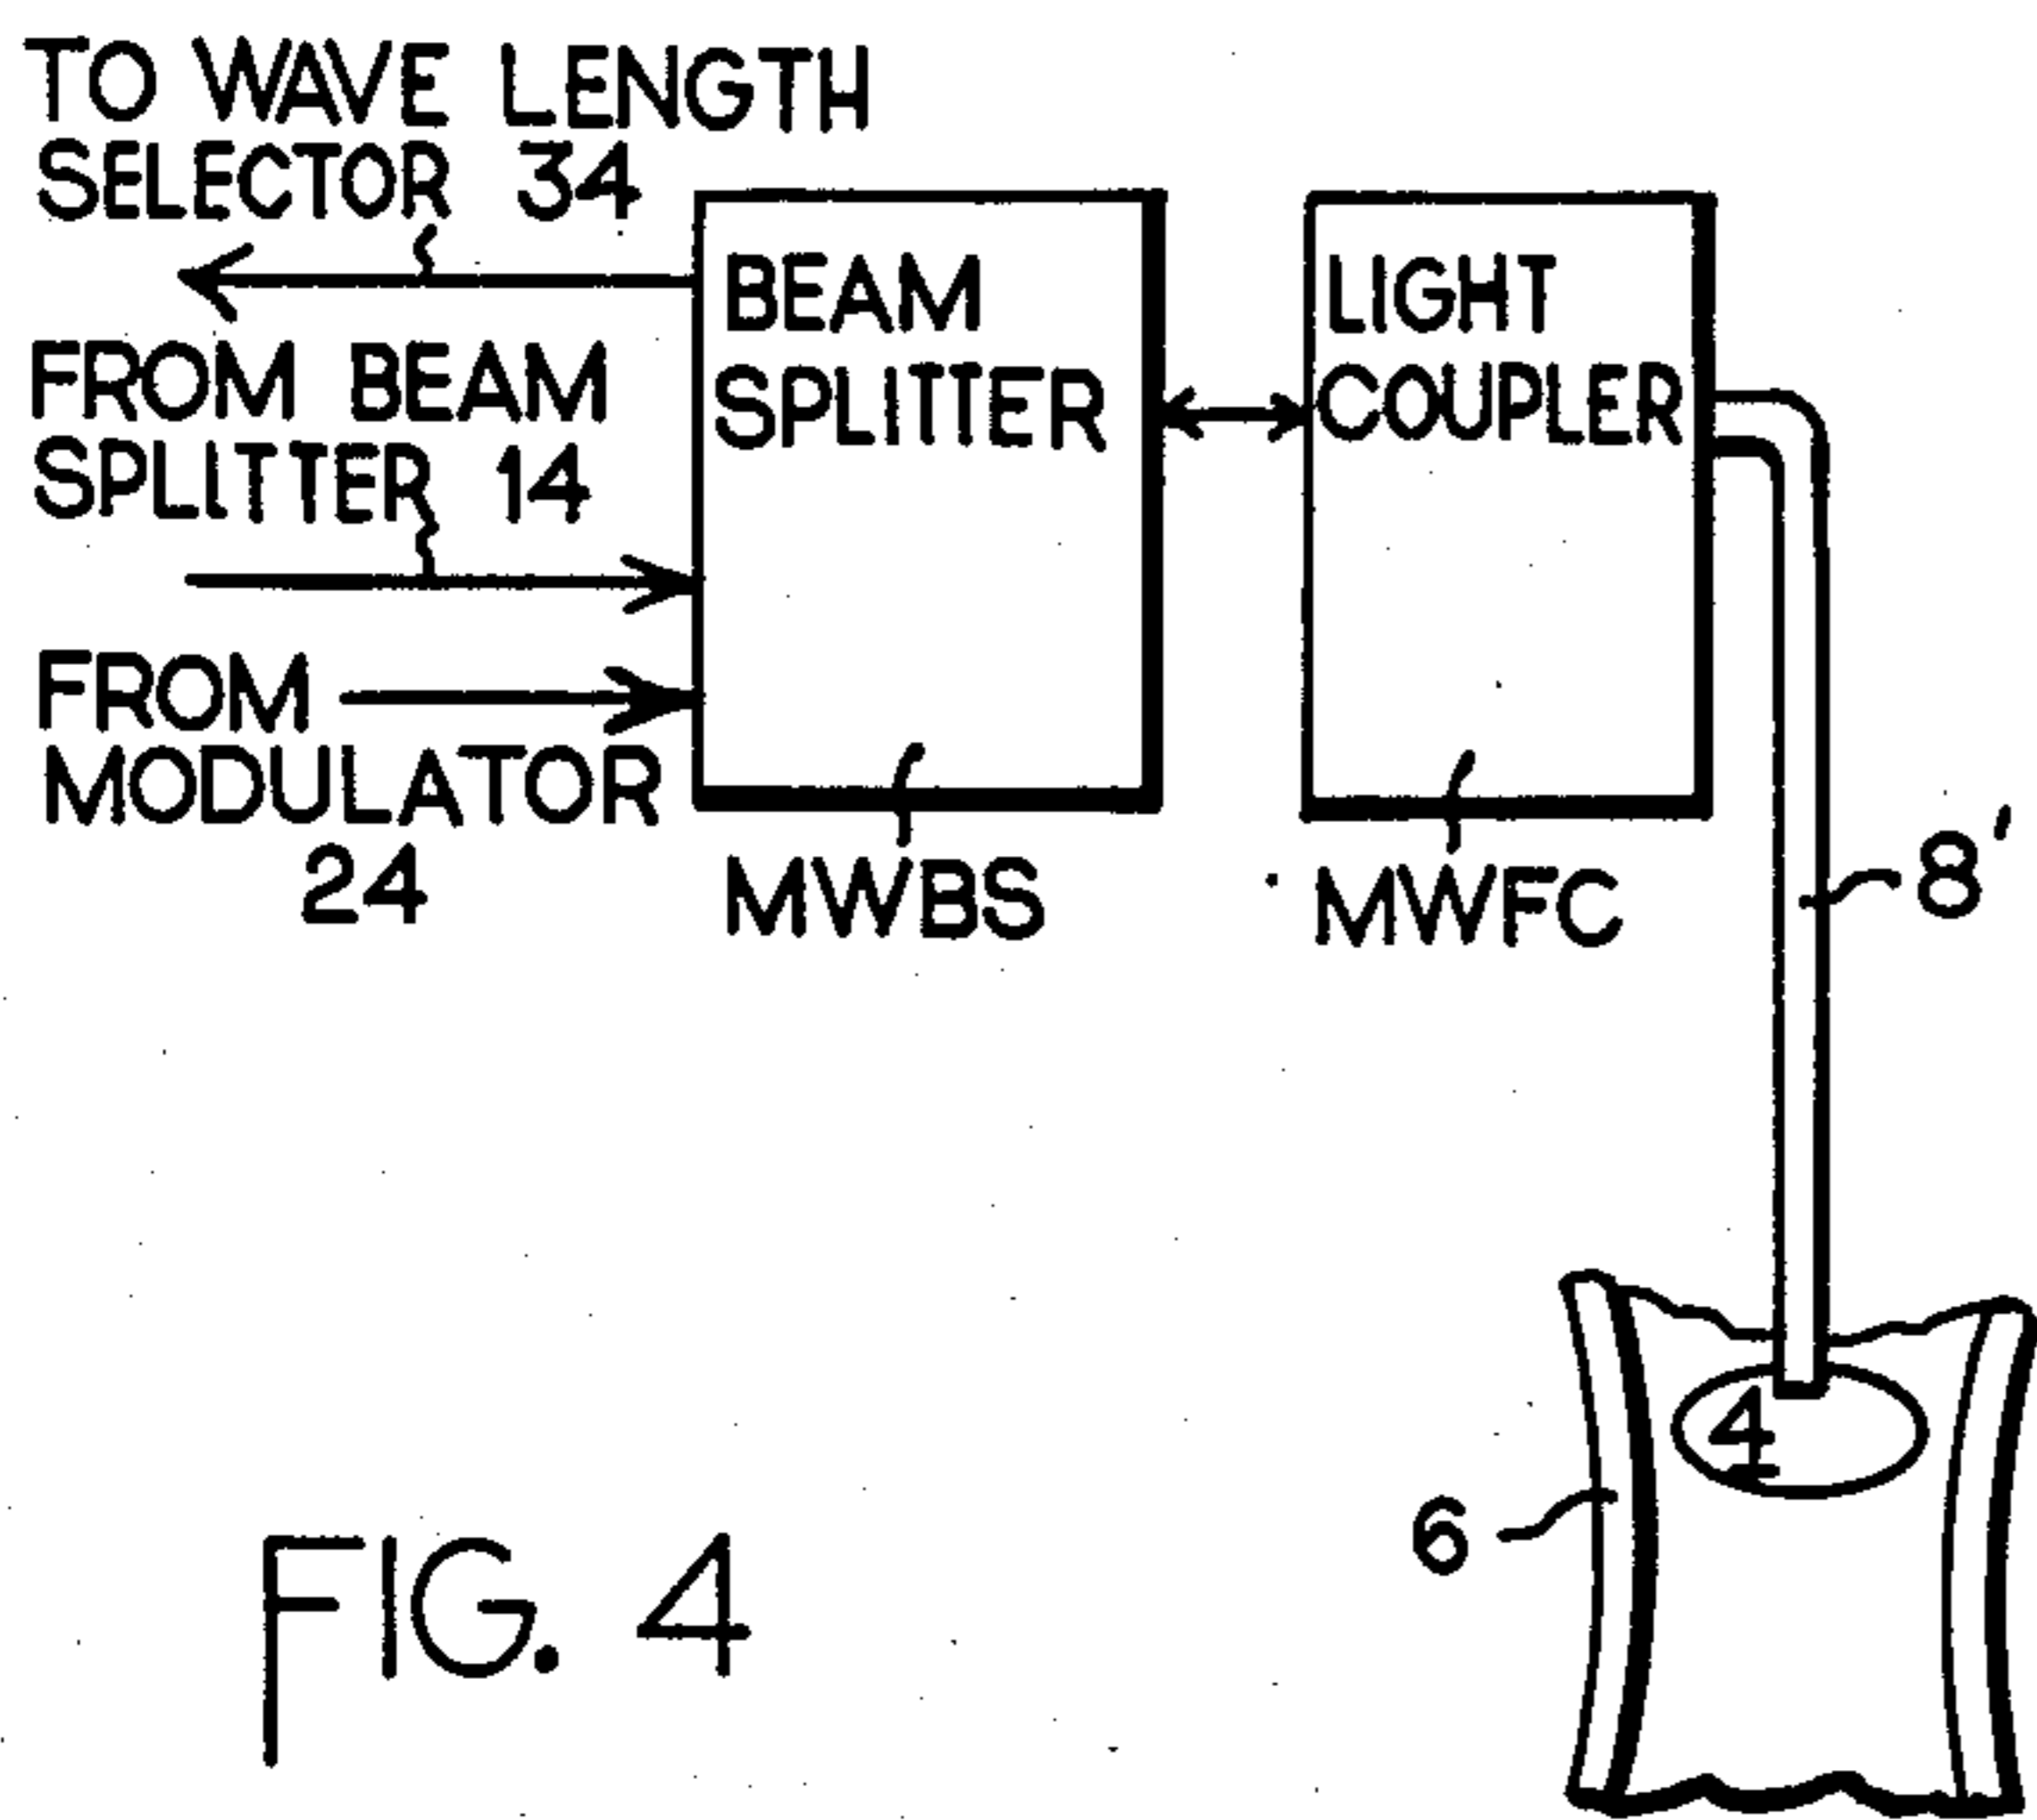 TO WAVE LENGTH
SELECTOR 34
FROM BEAM
SPLITTER 14
FROM
MODULATOR
24
BEAM
SPLITTER
MWBS
LIGHT
COUPLER
MWFC
8'
4
6
FIG. 4